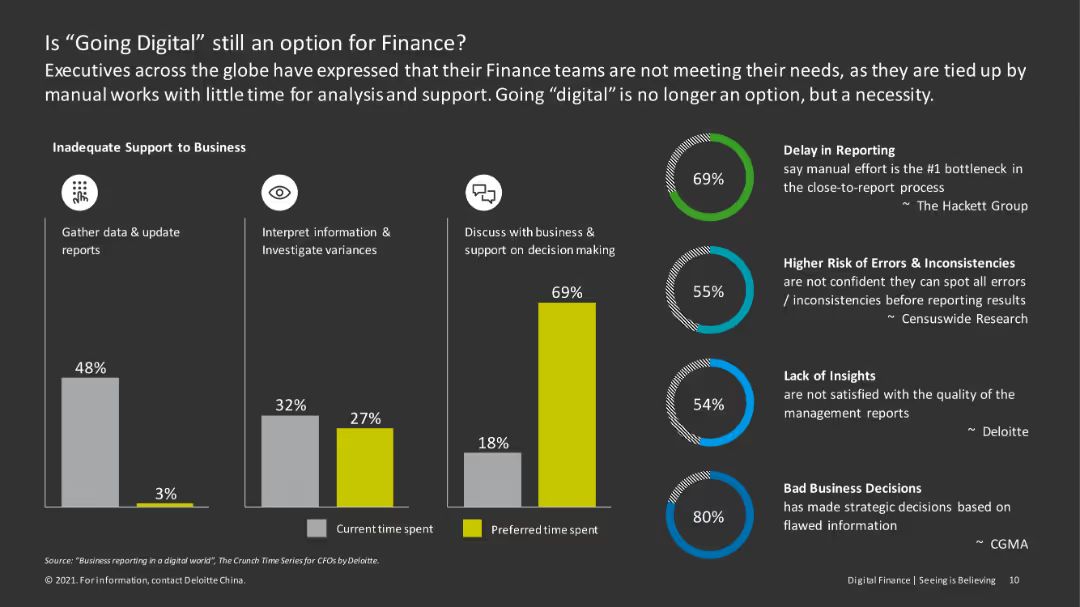 Is “Going Digital” still an option for Finance?
Executives across the globe have expressed that their Finance teams are not meeting their needs, as they are tied up by
manual works with little time for analysis and support. Going “digital” is no longer an option, but a necessity.
Inadequate Support to Business
Gather data & update
reports
48%
3%
Interpret information &
Investigate variances
32%
27%
Discuss with business &
support on decision making
18%
69%
Current time spent
Preferred time spent
69%
Delay in Reporting
say manual effort is the #1 bottleneck in
the close-to-report process
~ The Hackett Group
55%
Higher Risk of Errors & Inconsistencies
are not confident they can spot all errors
/ inconsistencies before reporting results
~ Censuswide Research
54%
Lack of Insights
are not satisfied with the quality of the
management reports
~ Deloitte
80%
Bad Business Decisions
has made strategic decisions based on
flawed information
~ CGMA
Source: “Business reporting in a digital world”, The Crunch Time Series for CFOs by Deloitte.
© 2021. For information, contact Deloitte China.
Digital Finance | Seeing is Believing 10